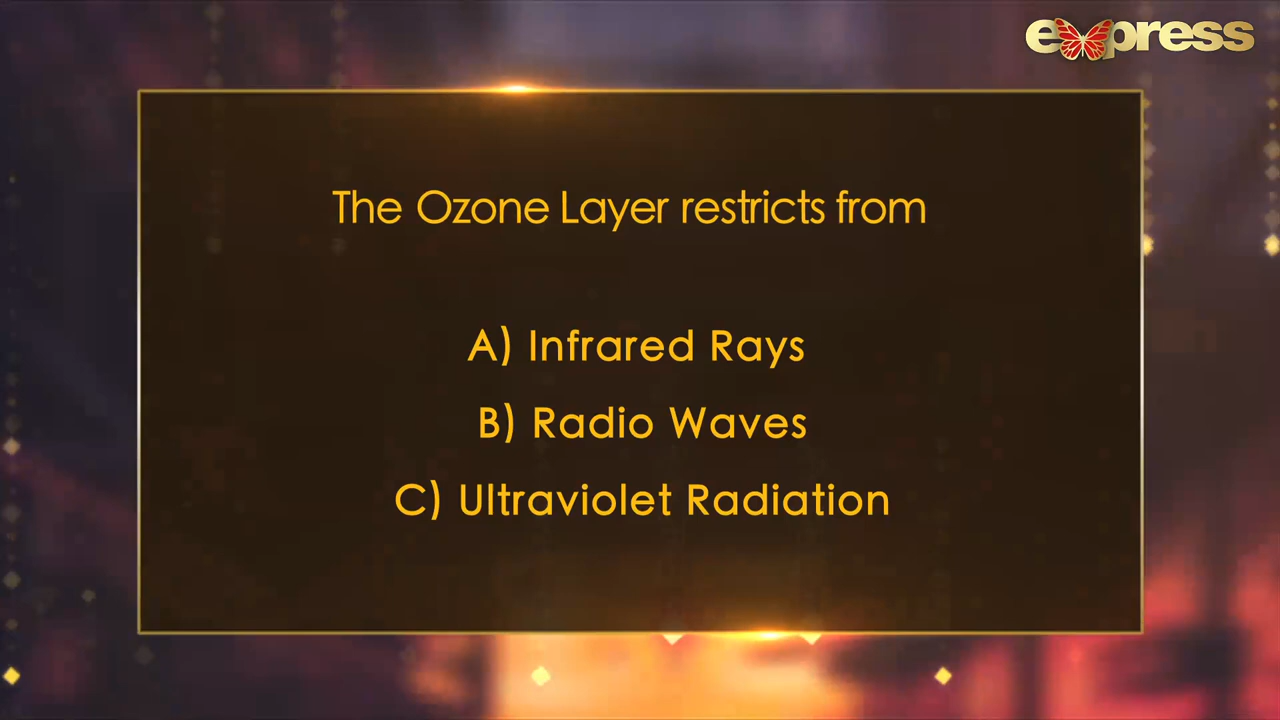 express
The Ozone Layer restricts from
A) Infrared Rays
B) Radio Waves
C) Ultraviolet Radiation